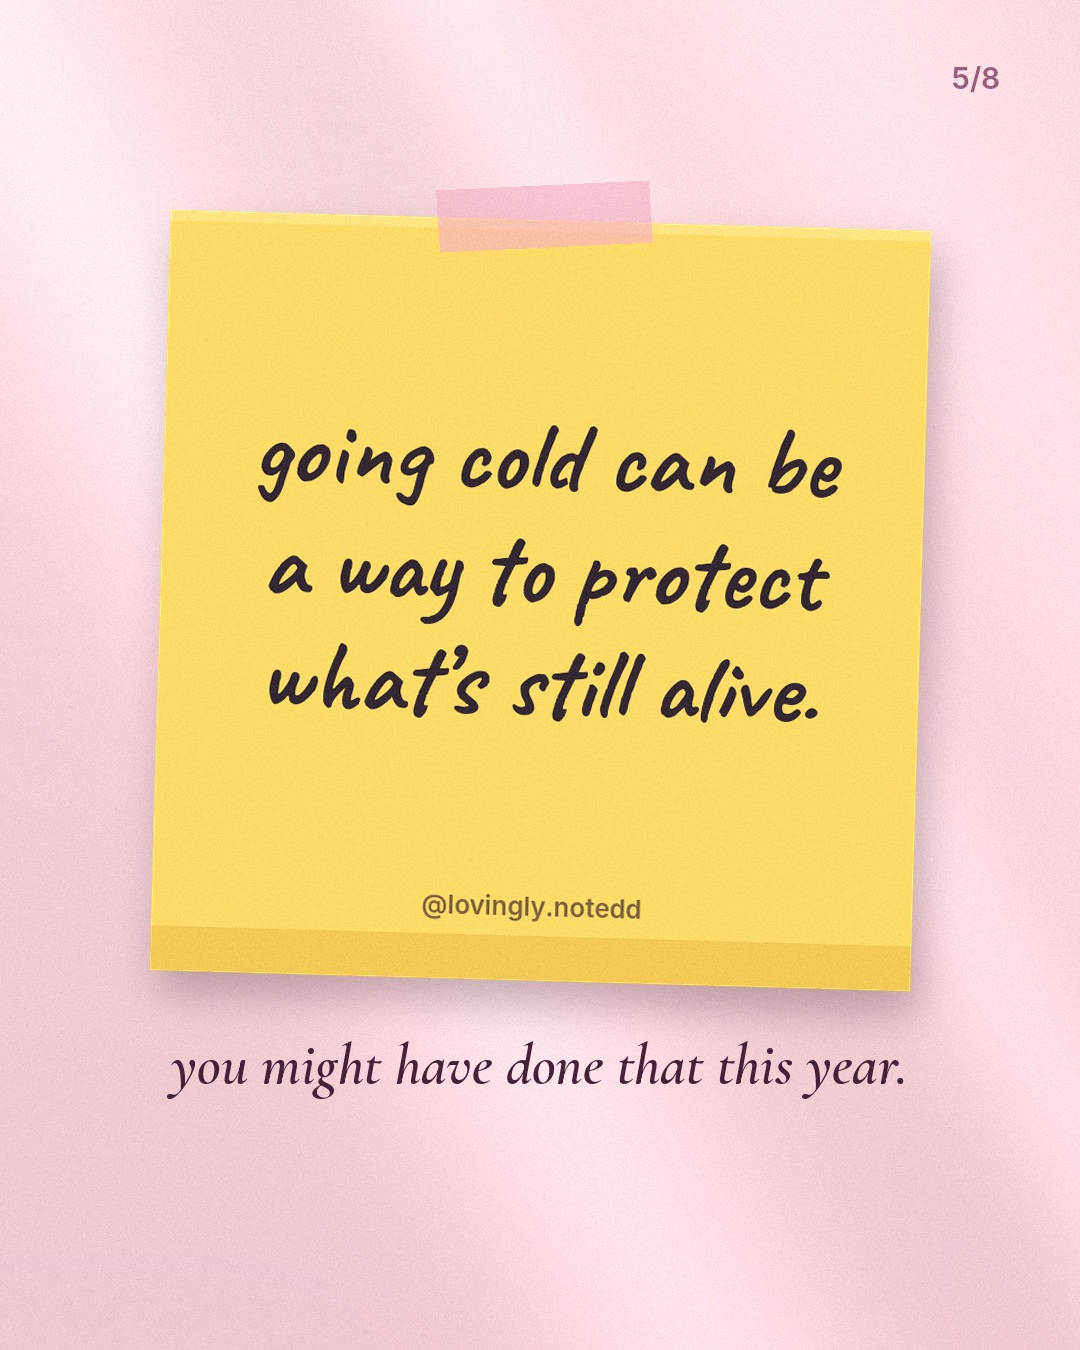 5/8
going cold can be
a way to protect
what’s still alive.
@lovingly.notedd
you might have done that this year.